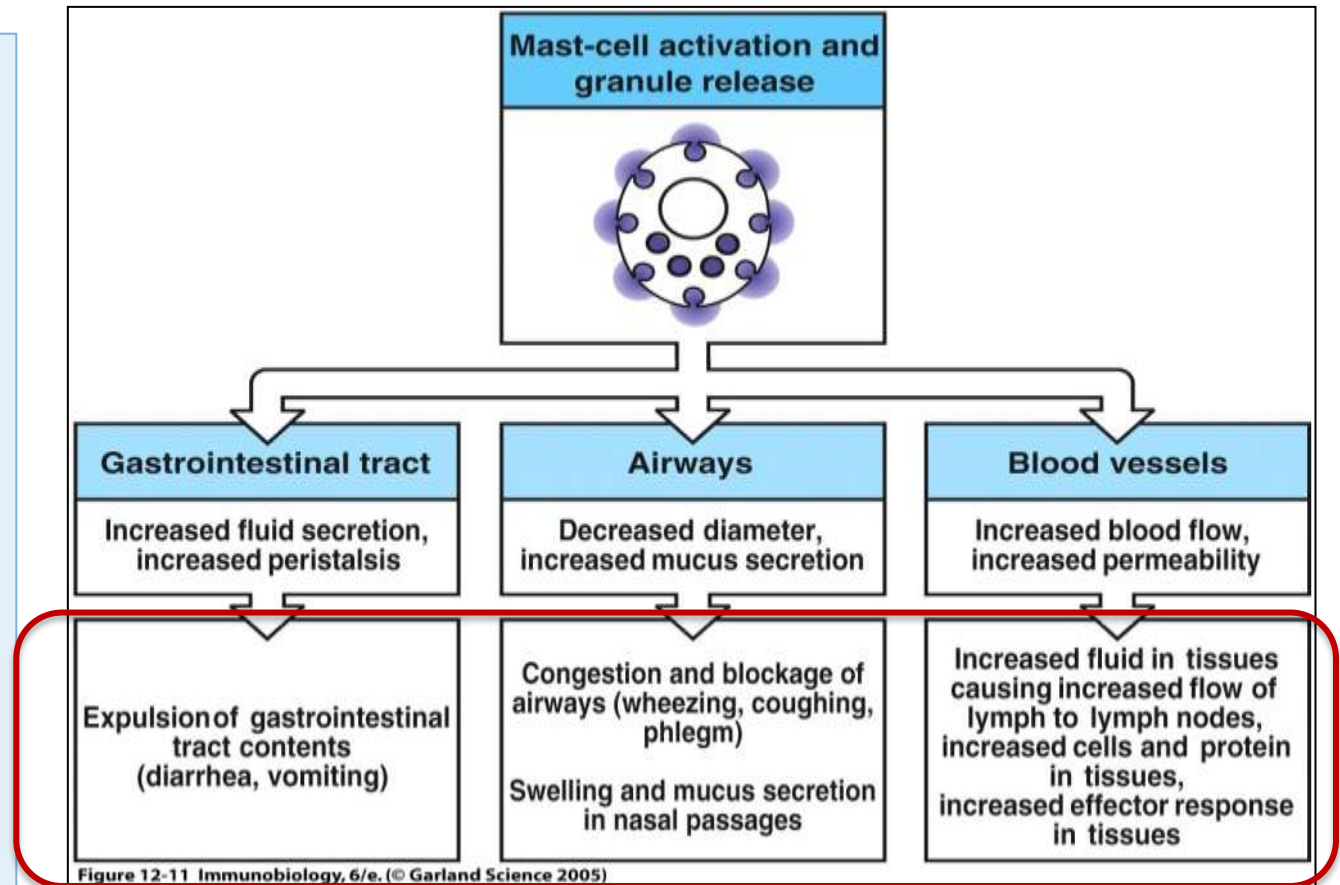 Mast-cell activation and
granule release
Gastrointestinal tract
Increased fluid secretion,
increased peristalsis
Expulsion of gastrointestinal
tract contents
(diarrhea, vomiting)
Airways
Decreased diameter,
increased mucus secretion
Congestion and blockage of
airways (wheezing, coughing,
phlegm)
Swelling and mucus secretion
in nasal passages
Blood vessels
Increased blood flow,
increased permeability
Increased fluid in tissues
causing increased flow of
lymph to lymph nodes,
increased cells and protein
in tissues,
increased effector response
in tissues
Figure 12-11 Immunobiology, 6/e. (© Garland Science 2005)